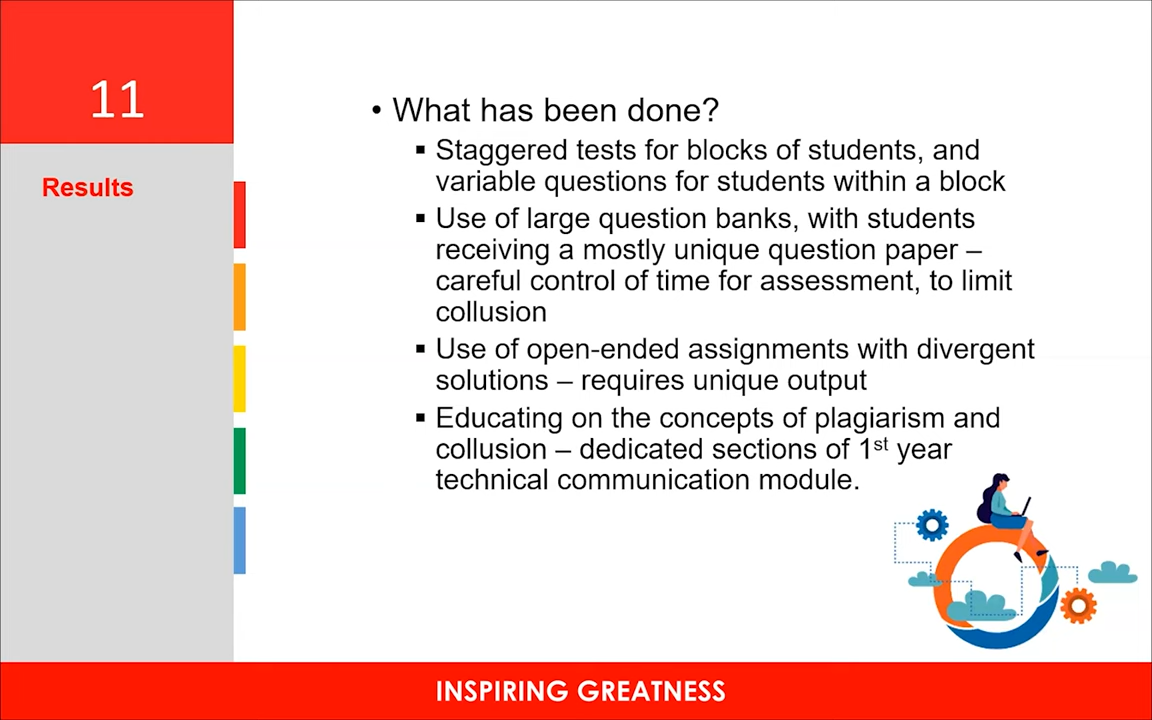 11
Results
• What has been done?
▪ Staggered tests for blocks of students, and
variable questions for students within a block
▪ Use of large question banks, with students
receiving a mostly unique question paper –
careful control of time for assessment, to limit
collusion
▪ Use of open-ended assignments with divergent
solutions – requires unique output
▪ Educating on the concepts of plagiarism and
collusion – dedicated sections of 1st year
technical communication module.
INSPIRING GREATNESS